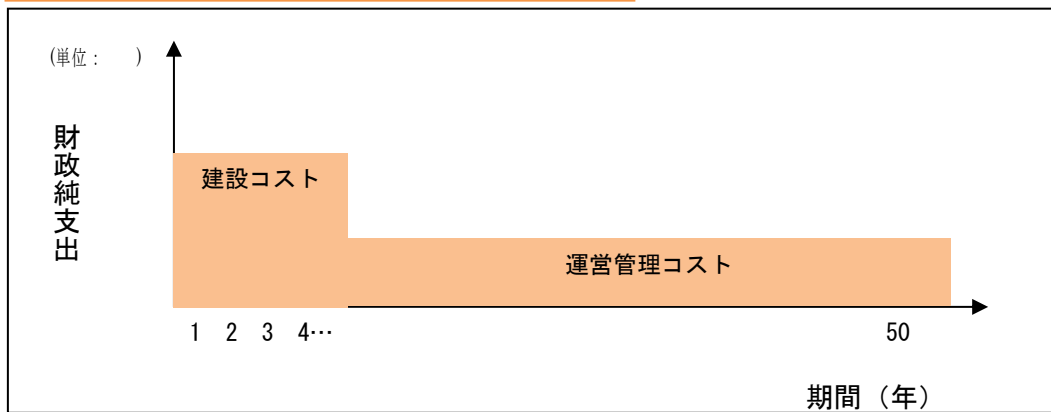 (単位：　　)
財政純支出
建設コスト
運営管理コスト
1 2 3 4…
50
期間（年）